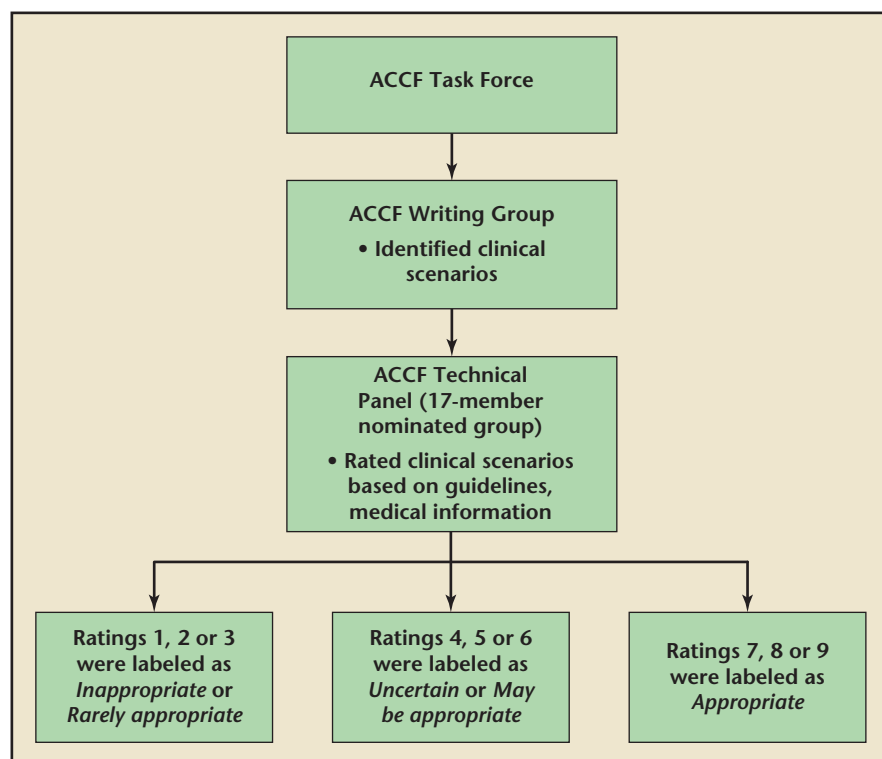 ACCF Task Force
ACCF Writing Group
• Identified clinical
scenarios
ACCF Technical
Panel (17-member
nominated group)
• Rated clinical scenarios
based on guidelines,
medical information
Ratings 1, 2 or 3
were labeled as
Inappropriate or
Rarely appropriate
Ratings 4, 5 or 6
were labeled as
Uncertain or May
be appropriate
Ratings 7, 8 or 9
were labeled as
Appropriate